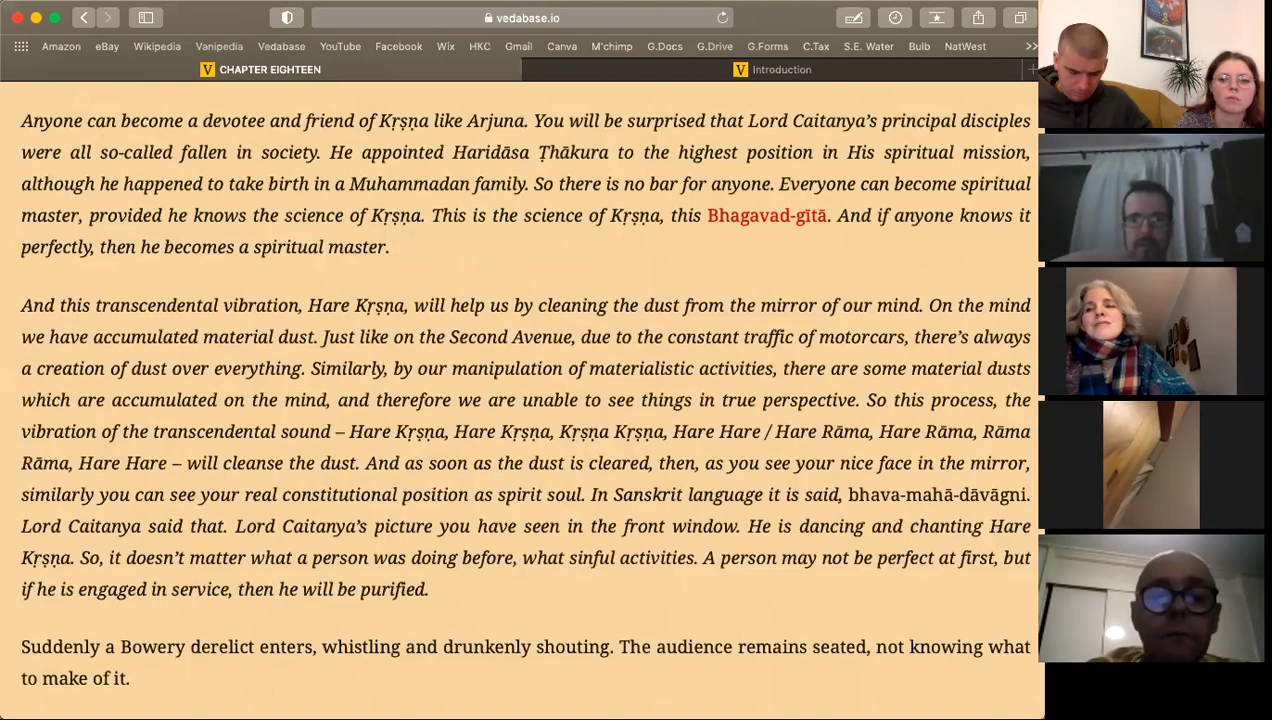 vedabase.io
Amazon eBay Wikipedia Vanipedia Vedabase YouTube Facebook Wix HKC Gmail Canva M'chimp G.Docs G.Drive G.Forms C.Tax S.E. Water Bulb NatWest >>
V CHAPTER EIGHTEEN V Introduction
Anyone can become a devotee and friend of Kṛṣṇa like Arjuna. You will be surprised that Lord Caitanya’s principal disciples
were all so-called fallen in society. He appointed Haridāsa Ṭhākura to the highest position in His spiritual mission,
although he happened to take birth in a Muhammadan family. So there is no bar for anyone. Everyone can become spiritual
master, provided he knows the science of Kṛṣṇa. This is the science of Kṛṣṇa, this Bhagavad-gītā. And if anyone knows it
perfectly, then he becomes a spiritual master.
And this transcendental vibration, Hare Kṛṣṇa, will help us by cleaning the dust from the mirror of our mind. On the mind
we have accumulated material dust. Just like on the Second Avenue, due to the constant traffic of motorcars, there’s always
a creation of dust over everything. Similarly, by our manipulation of materialistic activities, there are some material dusts
which are accumulated on the mind, and therefore we are unable to see things in true perspective. So this process, the
vibration of the transcendental sound – Hare Kṛṣṇa, Hare Kṛṣṇa, Kṛṣṇa Kṛṣṇa, Hare Hare / Hare Rāma, Hare Rāma, Rāma
Rāma, Hare Hare – will cleanse the dust. And as soon as the dust is cleared, then, as you see your nice face in the mirror,
similarly you can see your real constitutional position as spirit soul. In Sanskrit language it is said, bhava-mahā-dāvāgni.
Lord Caitanya said that. Lord Caitanya’s picture you have seen in the front window. He is dancing and chanting Hare
Kṛṣṇa. So, it doesn’t matter what a person was doing before, what sinful activities. A person may not be perfect at first, but
if he is engaged in service, then he will be purified.
Suddenly a Bowery derelict enters, whistling and drunkenly shouting. The audience remains seated, not knowing what
to make of it.